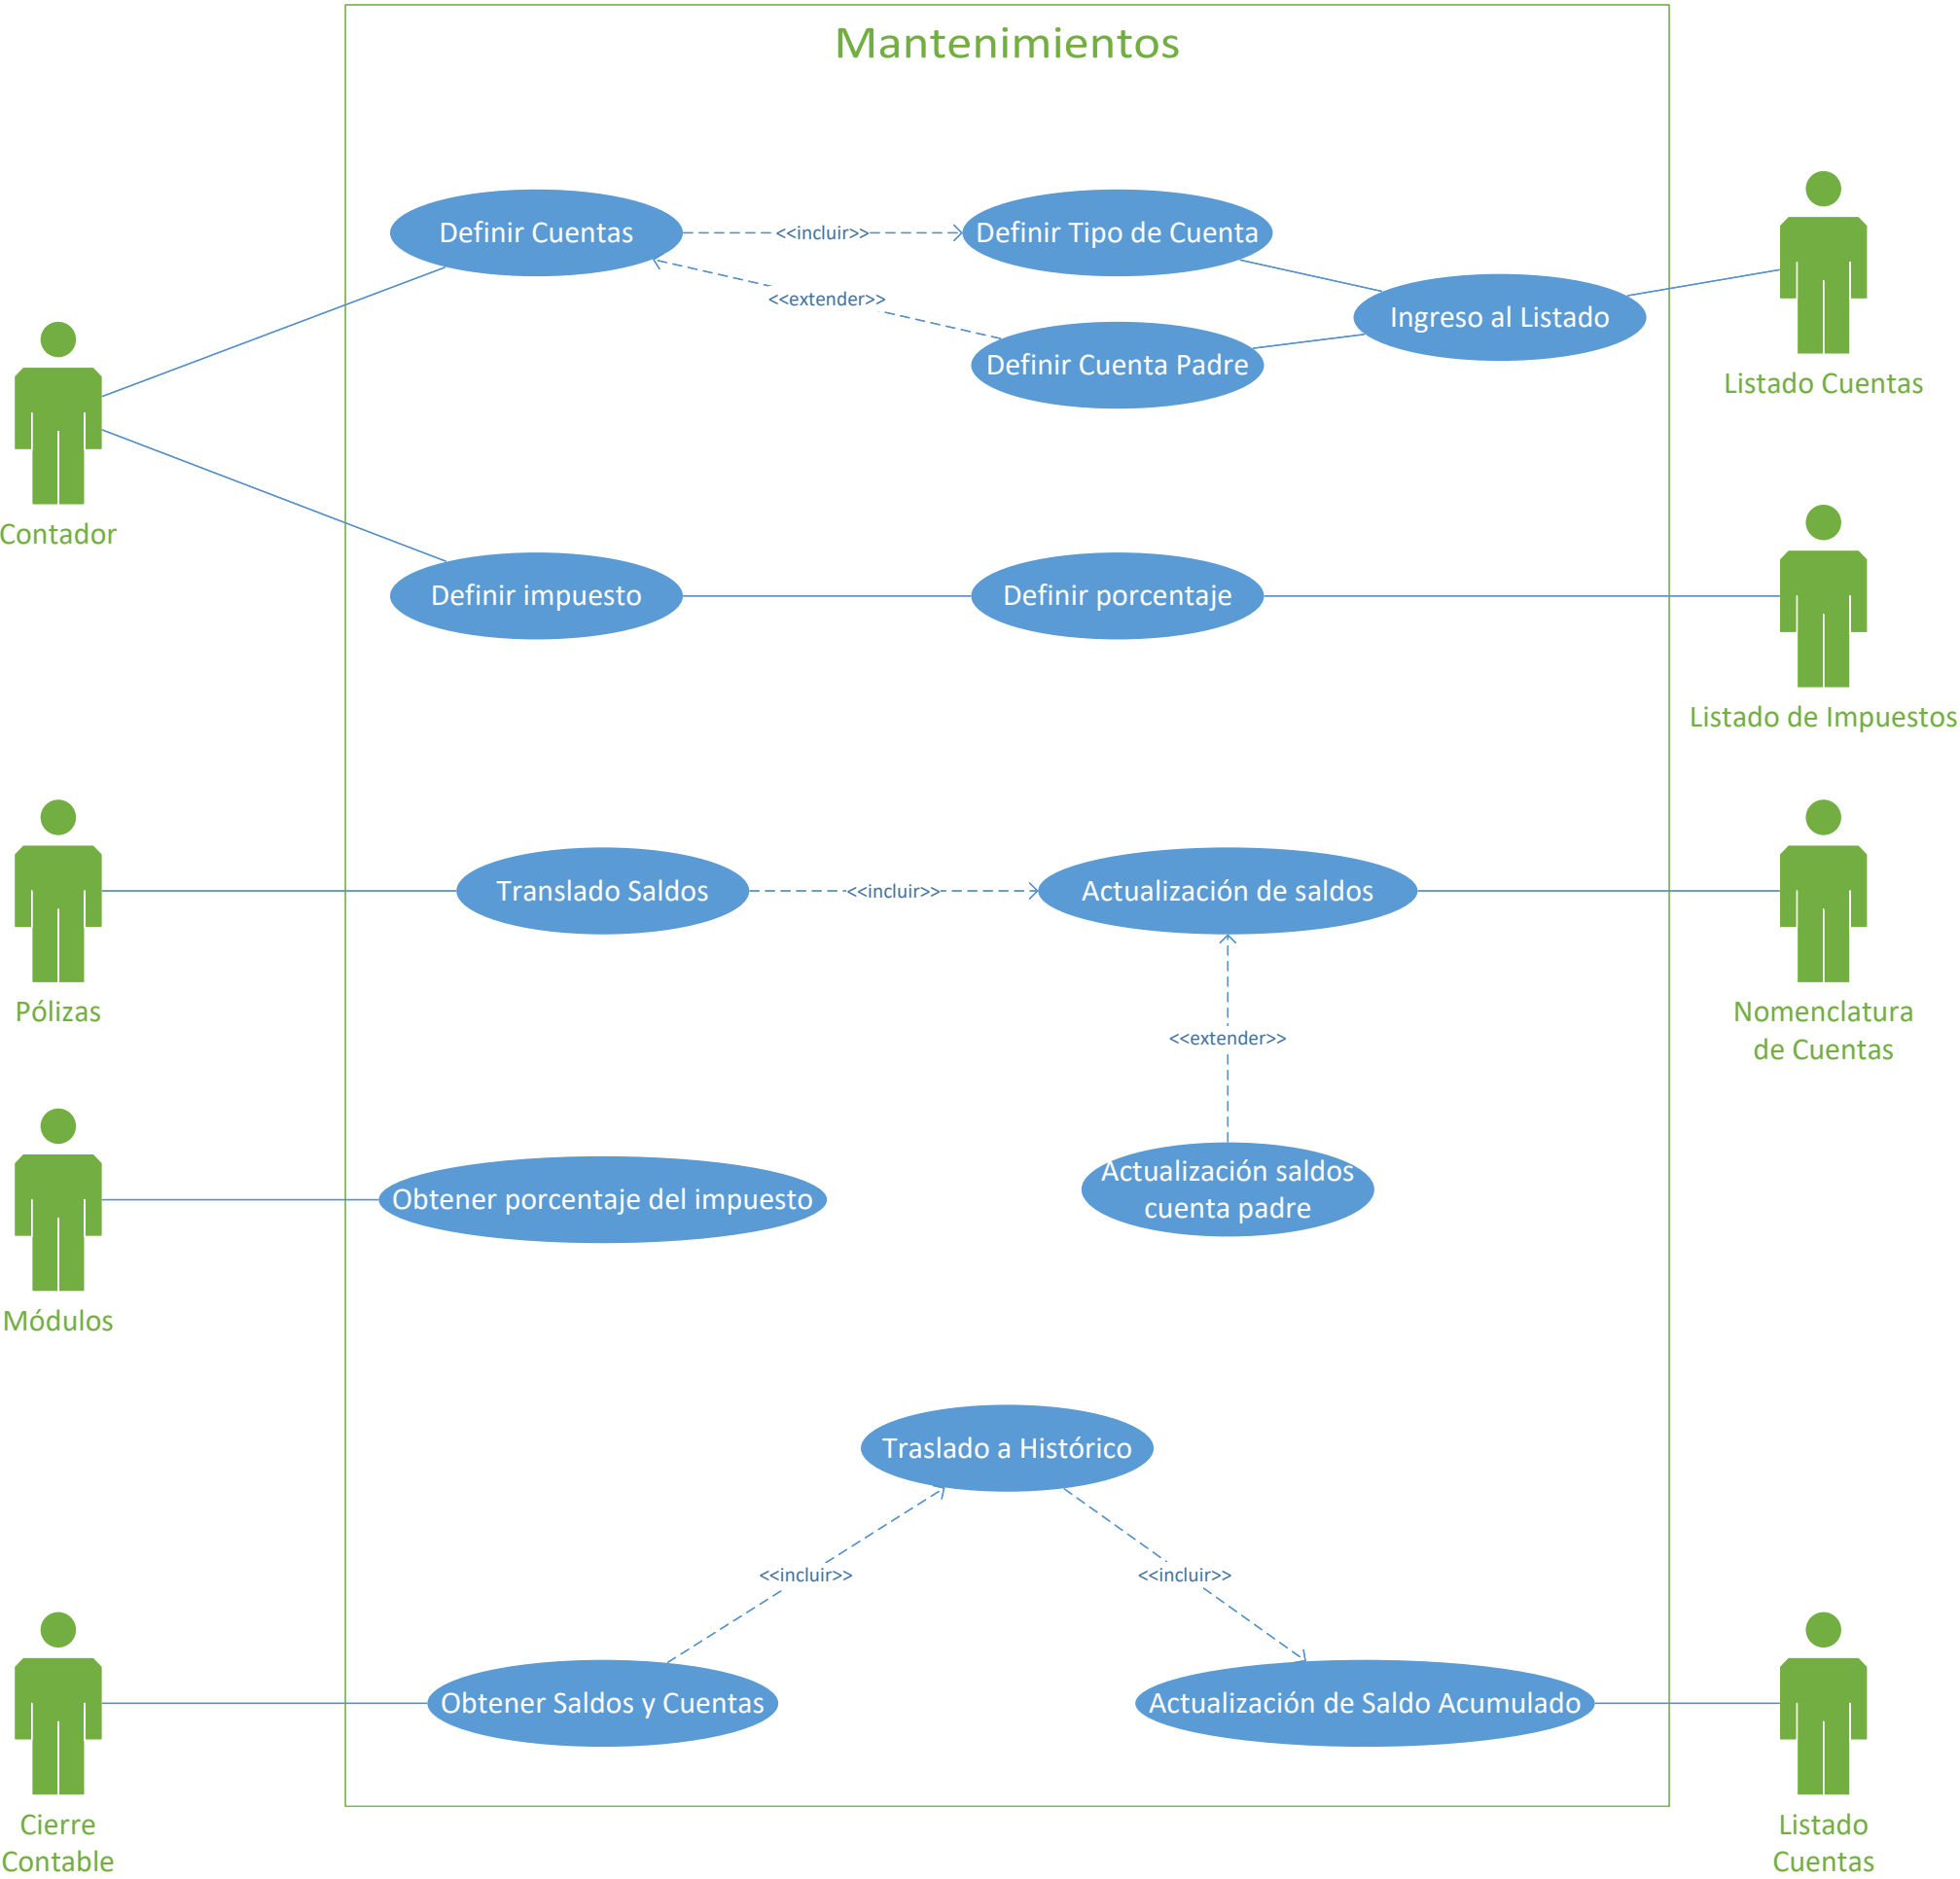 Mantenimientos
Definir Cuentas
<<incluir>>
Definir Tipo de Cuenta
<<extender>>
Ingreso al Listado
Definir Cuenta Padre
Listado Cuentas
Contador
Definir impuesto
Definir porcentaje
Listado de Impuestos
Translado Saldos
<<incluir>>
Actualización de saldos
Pólizas
Nomenclatura
de Cuentas
<<extender>>
Obtener porcentaje del impuesto
Actualización saldos
cuenta padre
Módulos
Traslado a Histórico
<<incluir>>
<<incluir>>
Obtener Saldos y Cuentas
Actualización de Saldo Acumulado
Cierre
Contable
Listado
Cuentas